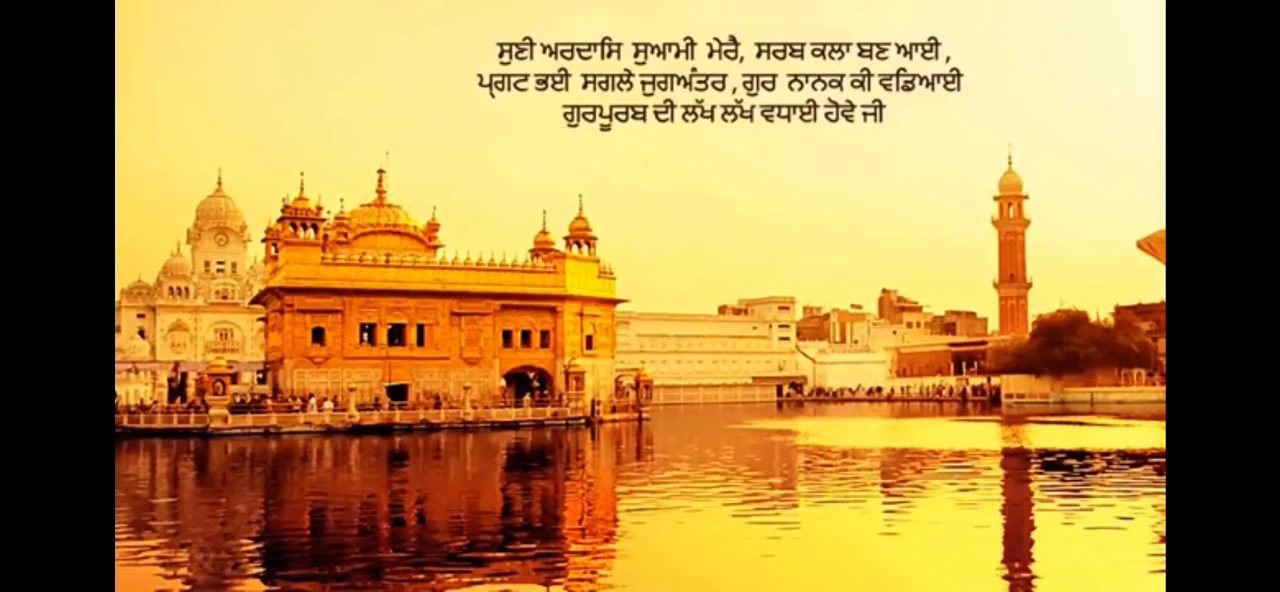 ਸੁਣੀ ਅਰਦਾਸਿ ਸੁਆਮੀ ਮੇਰੈ, ਸਰਬ ਕਲਾ ਬਣ ਆਈ ,
ਪ੍ਰਗਟ ਭਈ ਸਗਲੇ ਜੁਗਅੰਤਰ , ਗੁਰ ਨਾਨਕ ਕੀ ਵਡਿਆਈ
ਗੁਰਪੂਰਬ ਦੀ ਲੱਖ ਲੱਖ ਵਧਾਈ ਹੋਵੇ ਜੀ